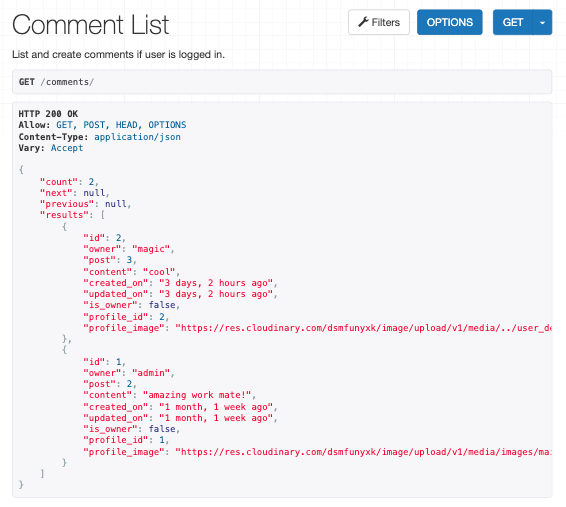 Comment List
Filters
OPTIONS
GET
List and create comments if user is logged in.
GET /comments/
HTTP 200 OK
Allow: GET, POST, HEAD, OPTIONS
Content-Type: application/json
Vary: Accept
{
"count": 2,
"next": null,
"previous": null,
"results": [
{
"id": 2,
"owner": "magic",
"post": 3,
"content": "cool",
"created_on": "3 days, 2 hours ago",
"updated_on": "3 days, 2 hours ago",
"is_owner": false,
"profile_id": 2,
"profile_image": "https://res.cloudinary.com/dsmfunyxk/image/upload/v1/media/../user_de
},
{
"id": 1,
"owner": "admin",
"post": 2,
"content": "amazing work mate!",
"created_on": "1 month, 1 week ago",
"updated_on": "1 month, 1 week ago",
"is_owner": false,
"profile_id": 1,
"profile_image": "https://res.cloudinary.com/dsmfunyxk/image/upload/v1/media/images/ma
}
]
}